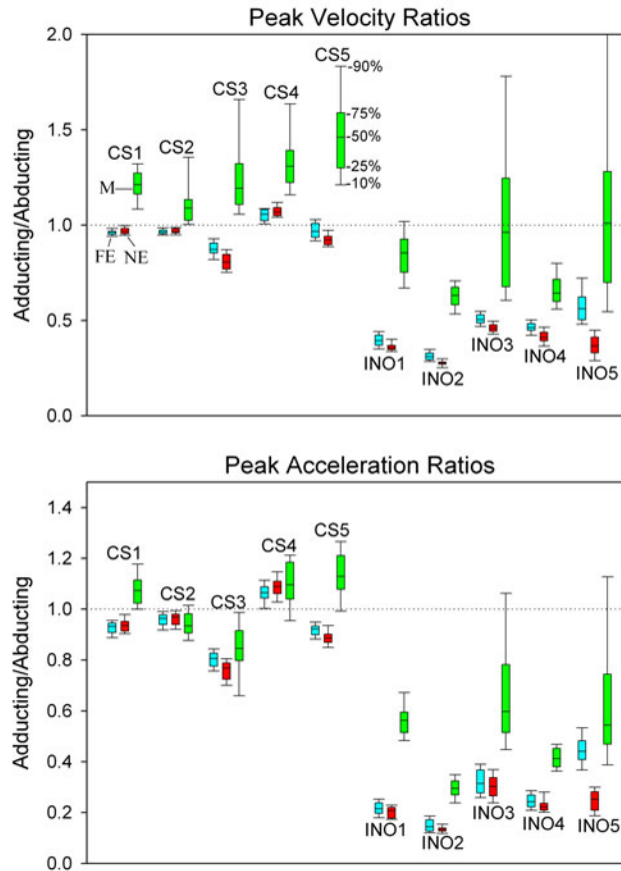 Peak Velocity Ratios
2.0
CS5
-90%
CS3
CS4
1.5
-75%
CS1
CS2
-50%
-25%
M
-10%
1.0
FE
NE
Adducting/Abducting
0.5
INO1
INO2
INO3
INO4
INO5
0.0
Peak Acceleration Ratios
1.4
CS1
CS4
CS5
1.2
CS2
CS3
1.0
Adducting/Abducting
0.8
0.6
0.4
0.2
INO1
INO2
INO3
INO4
INO5
0.0